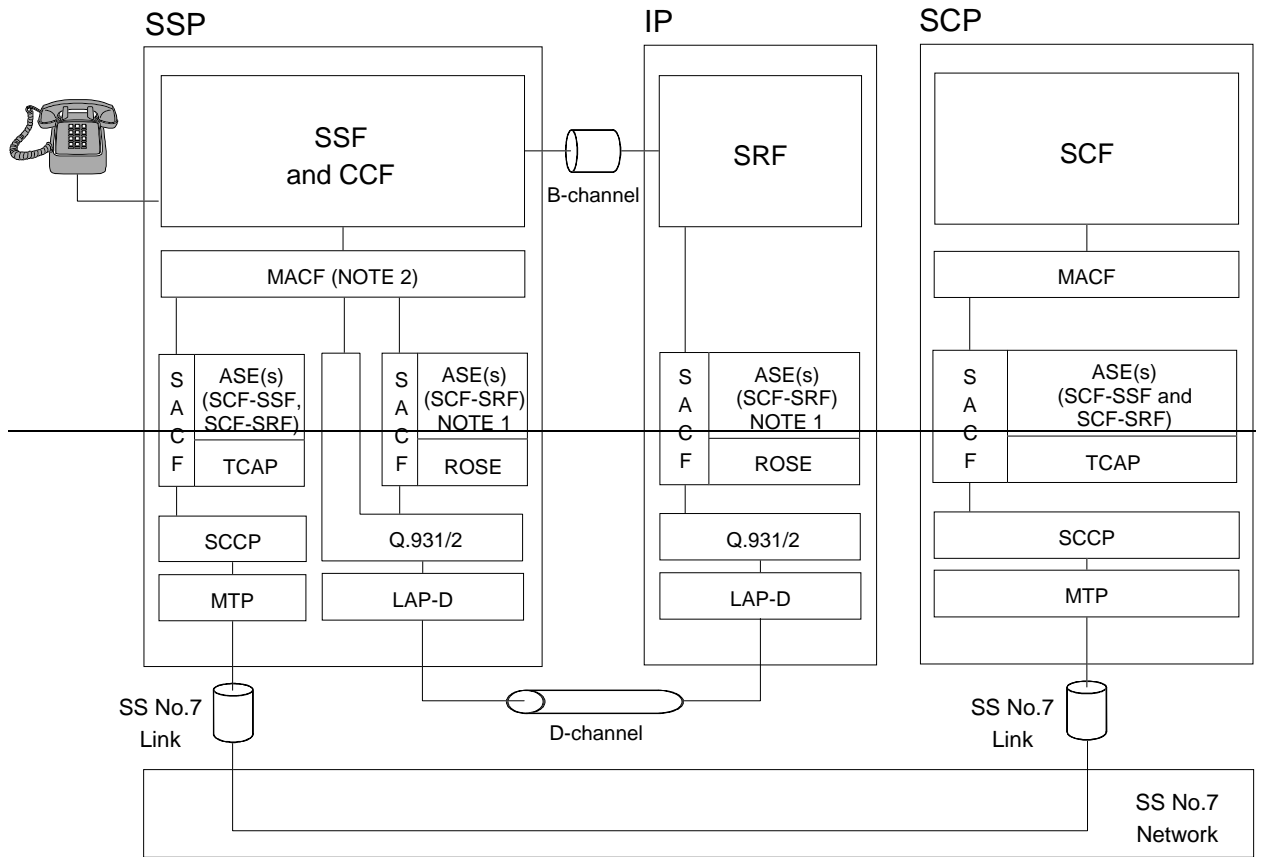 SSP
IP
SCP
SSF
and CCF
B-channel
SRF
SCF
MACF (NOTE 2)
MACF
S
A
C
F
ASE(s)
(SCF-SSF,
SCF-SRF)
TCAP
S
A
C
F
ASE(s)
(SCF-SRF)
NOTE 1
ROSE
S
A
C
F
ASE(s)
(SCF-SRF)
NOTE 1
ROSE
S
A
C
F
ASE(s)
(SCF-SSF and
SCF-SRF)
TCAP
SCCP
Q.931/2
Q.931/2
SCCP
MTP
LAP-D
LAP-D
MTP
SS No.7
Link
D-channel
SS No.7
Link
SS No.7
Network